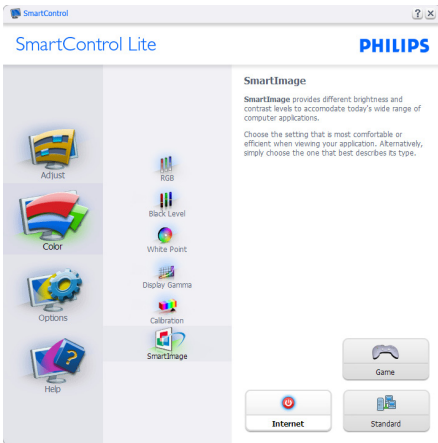 SmartControl
SmartControl Lite
PHILIPS
Adjust
Color
Options
Help
RGB
Black Level
White Point
Display Gamma
Calibration
SmartImage
SmartImage
SmartImage provides different brightness and
contrast levels to accomodate today's wide range of
computer applications.
Choose the setting that is most comfortable or
efficient when viewing your application. Alternatively,
simply choose the one that best describes its type.
Game
Internet
Standard